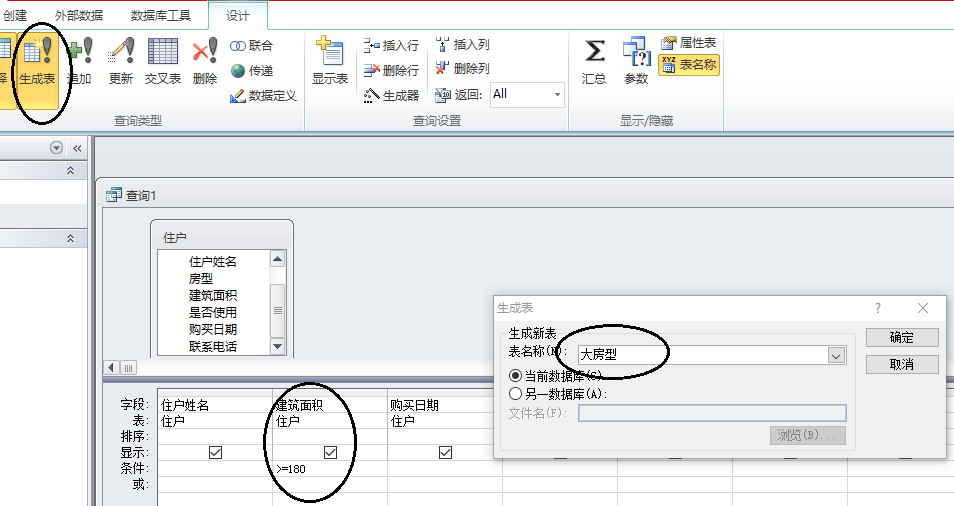 创建 外部数据 数据库工具 设计
生成表 追加 更新 交叉表 删除
联合
传递
数据定义
显示表
插入行
删除行
生成器
插入列
删除列
返回: All
汇总 参数
属性表
XYZ 表名称
查询类型 查询设置 显示/隐藏
查询1
住户
住户姓名
房型
建筑面积
是否使用
购买日期
联系电话
生成表
生成新表
表名称(N): 大房型
当前数据库(C)
另一数据库(A):
文件名(F):
浏览(B)...
确定
取消
字段: 住户姓名 建筑面积 购买日期
表: 住户 住户 住户
排序:
显示:
条件: >=180
或: